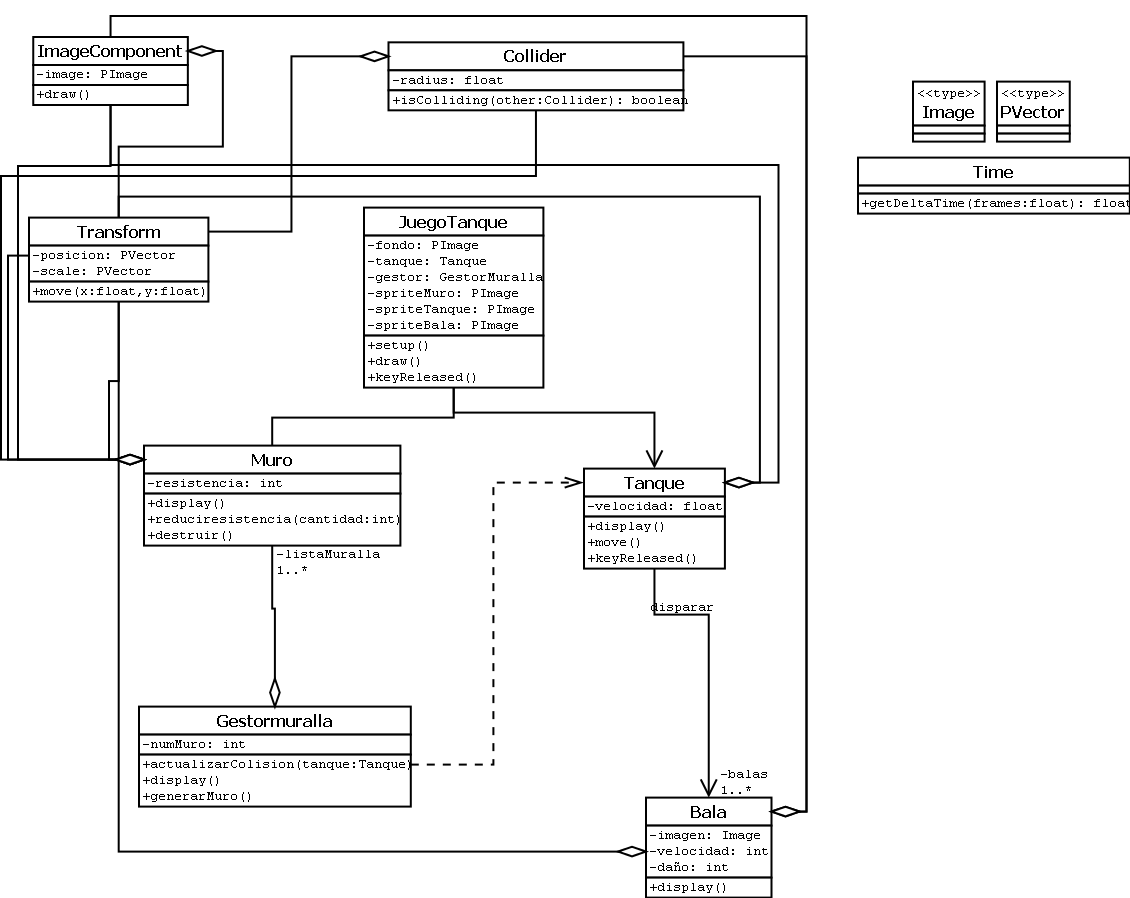 ImageComponent
-image: PImage
+draw()
Collider
-radius: float
+isColliding(other:Collider): boolean
<<type>>
Image
<<type>>
PVector
Time
+getDeltaTime(frames:float): float
Transform
-posicion: PVector
-scale: PVector
+move(x:float,y:float)
JuegoTanque
-fondo: PImage
-tanque: Tanque
-gestor: GestorMuralla
-spriteMuro: PImage
-spriteTanque: PImage
-spriteBala: PImage
+setup()
+draw()
+keyReleased()
Muro
-resistencia: int
+display()
+reduciresistencia(cantidad:int)
+destruir()
-listaMuralla
1..*
Tanque
-velocidad: float
+display()
+move()
+keyReleased()
disparar
Gestormuralla
-numMuro: int
+actualizarColision(tanque:Tanque)
+display()
+generarMuro()
-balas
1..*
Bala
-imagen: Image
-velocidad: int
-daño: int
+display()